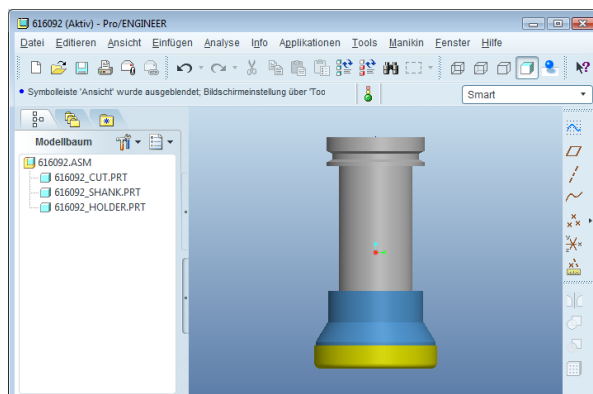 616092 (Aktiv) - Pro/ENGINEER
Datei Editieren Ansicht Einfügen Analyse Info Applikationen Tools Manikin Fenster Hilfe
Symbolleiste 'Ansicht' wurde ausgeblendet; Bildschirmeinstellung über 'Too
Smart
Modellbaum
616092.ASM
616092_CUT.PRT
616092_SHANK.PRT
616092_HOLDER.PRT